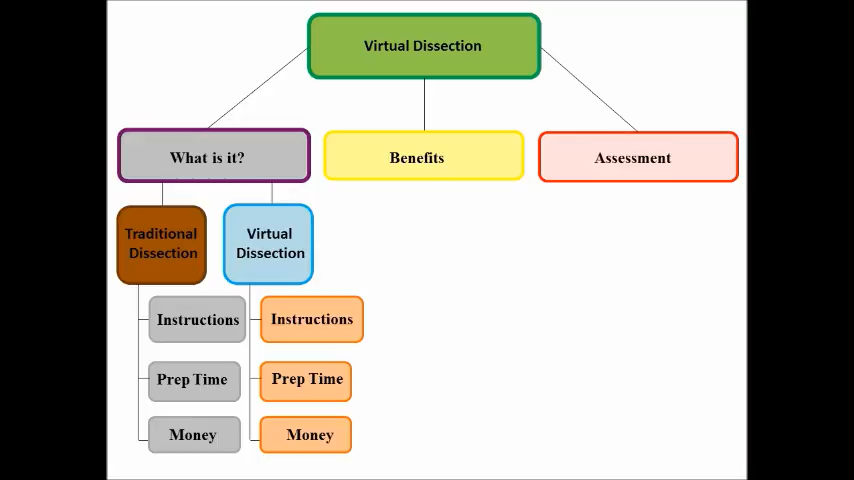 Virtual Dissection
What is it?
Benefits
Assessment
Traditional
Dissection
Virtual
Dissection
Instructions
Instructions
Prep Time
Prep Time
Money
Money